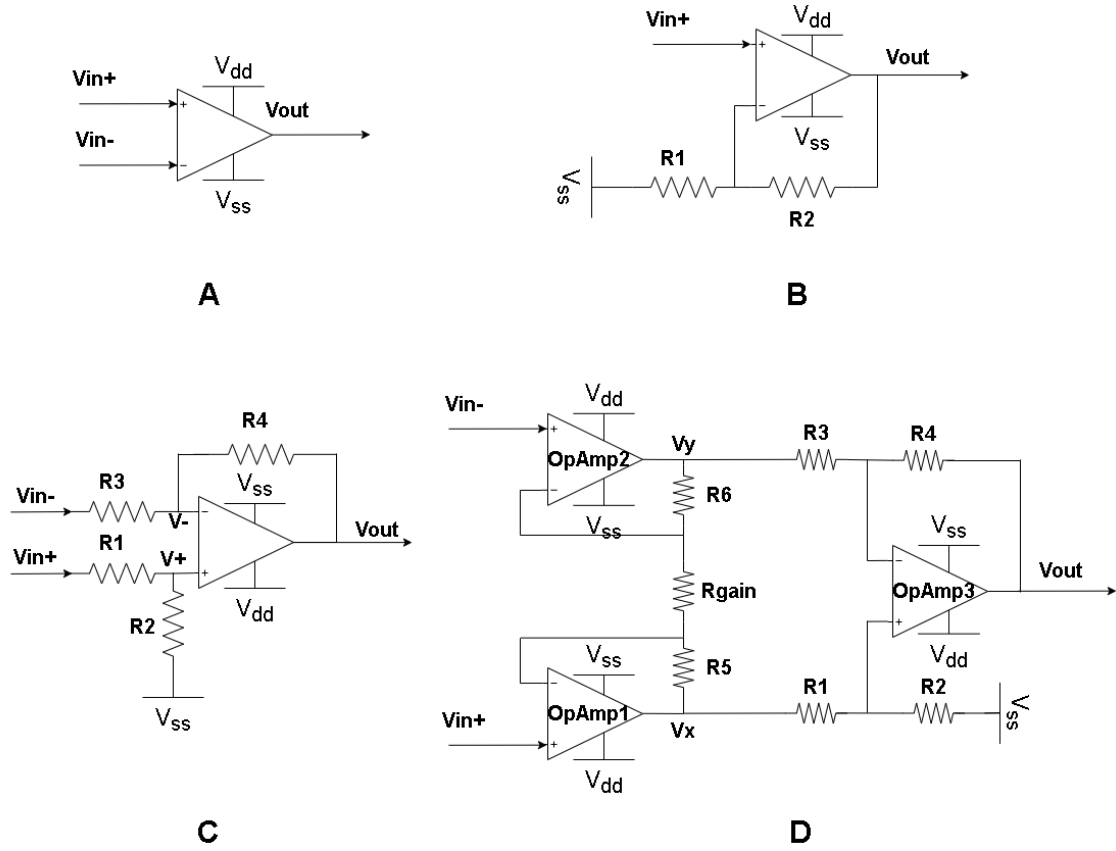 Vin+
Vin-
Vdd
Vout
Vss
A
Vin+
Vdd
Vout
Vss
Vss
R1
R2
B
R4
Vss
R3
Vin-
V-
R1
V+
Vin+
Vout
Vdd
R2
Vss
C
Vdd
Vin-
OpAmp2
Vy
R3
R4
R6
Vss
Vss
Rgain
OpAmp3
Vout
Vss
R5
Vdd
R1
R2
Vss
OpAmp1
Vin+
Vx
Vdd
D